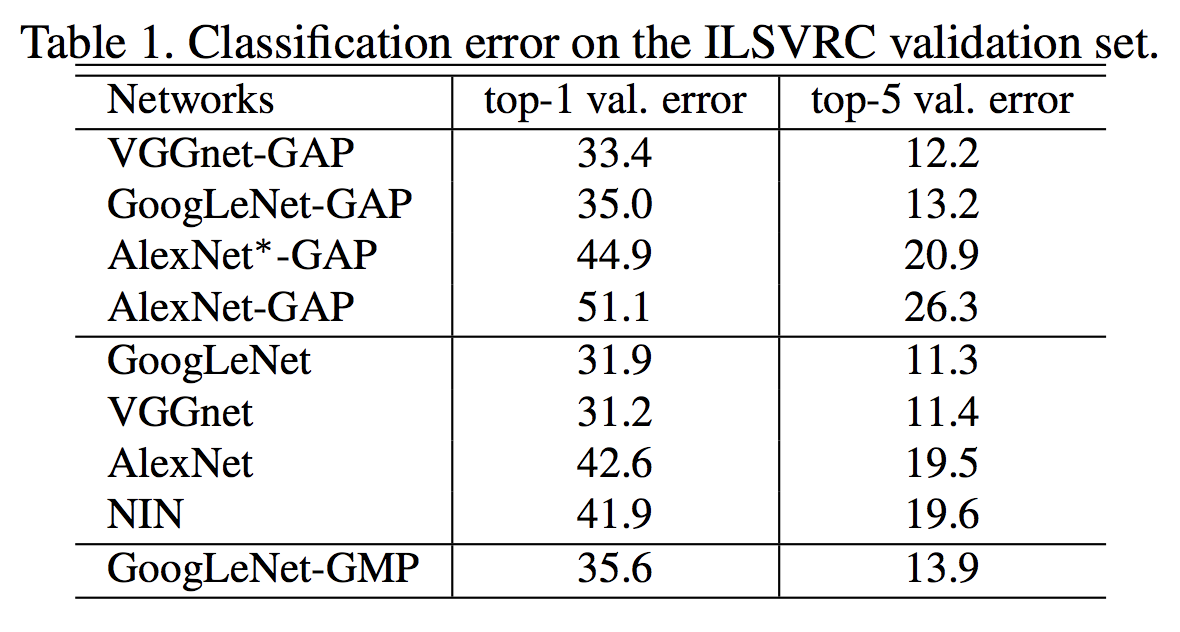 Table 1. Classification error on the ILSVRC validation set.
Networks top-1 val. error top-5 val. error
VGGnet-GAP 33.4 12.2
GoogLeNet-GAP 35.0 13.2
AlexNet*-GAP 44.9 20.9
AlexNet-GAP 51.1 26.3
GoogLeNet 31.9 11.3
VGGnet 31.2 11.4
AlexNet 42.6 19.5
NIN 41.9 19.6
GoogLeNet-GMP 35.6 13.9